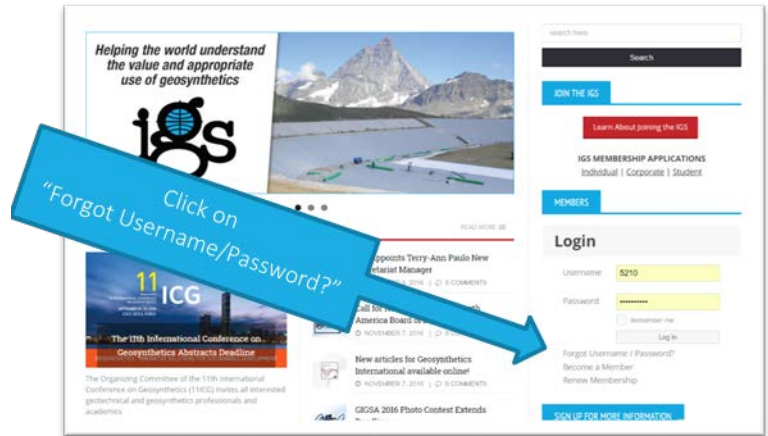 Helping the world understand
the value and appropriate
use of geosynthetics
igs
Click on
“Forgot Username/Password?”
READ MORE
11
ICG
The 11th International Conference on
Geosynthetics Abstracts Deadline
The Organizing Committee of the 11th International
Conference on Geosynthetics (11ICG) invites all interested
geotechnical and geosynthetics professionals and
academics
ppoints Terry-Ann Paulo New
etariat Manager
2016 | 0 COMMENTS
Call for
America Board of
NOVEMBER 7, 2016 |
New articles for Geosynthetics
International available online!
NOVEMBER 7, 2016 | 0 COMMENTS
GIGSA 2016 Photo Contest Extends
search here
Search
JOIN THE IGS
Learn About Joining the IGS
IGS MEMBERSHIP APPLICATIONS
Individual | Corporate | Student
MEMBERS
Login
Username 5210
Password ••••••••••
Remember me
Log In
Forgot Username / Password?
Become a Member
Renew Membership
SIGN UP FOR MORE INFORMATION